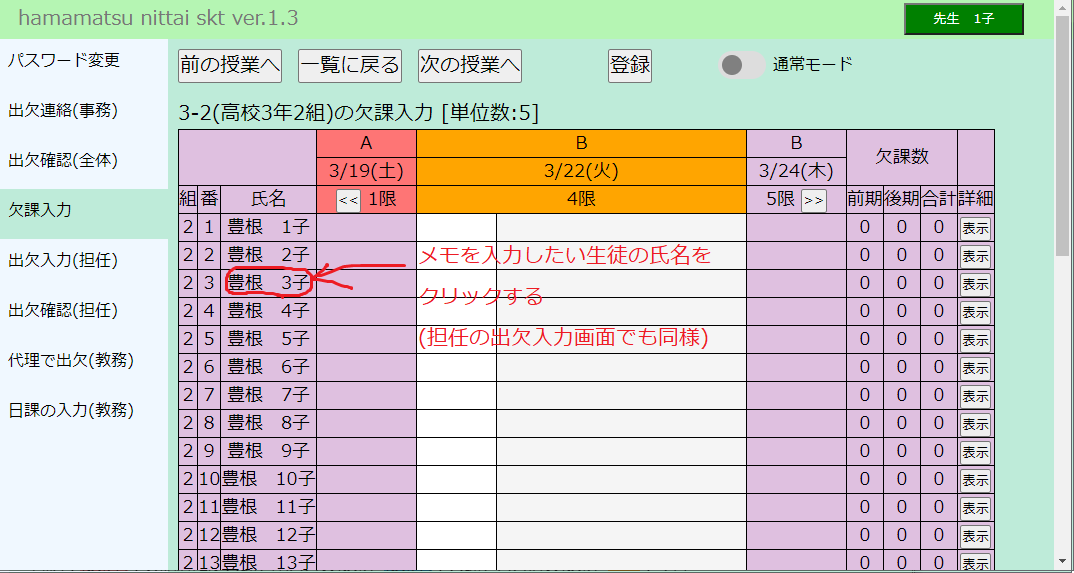 hamamatsu nittai skt ver.1.3
先生　1子
パスワード変更
出欠連絡(事務)
出欠確認(全体)
欠課入力
出欠入力(担任)
出欠確認(担任)
代理で出欠(教務)
日課の入力(教務)
前の授業へ 一覧に戻る 次の授業へ 登録 通常モード
3-2(高校3年2組)の欠課入力 [単位数:5]
A B B 欠課数
3/19(土) 3/22(火) 3/24(木)
組 番 氏名 << 1限 4限 5限 >> 前期 後期 合計 詳細
2 1 豊根　1子 0 0 0 表示
2 2 豊根　2子 0 0 0 表示
2 3 豊根　3子 0 0 0 表示
2 4 豊根　4子 0 0 0 表示
2 5 豊根　5子 0 0 0 表示
2 6 豊根　6子 0 0 0 表示
2 7 豊根　7子 0 0 0 表示
2 8 豊根　8子 0 0 0 表示
2 9 豊根　9子 0 0 0 表示
2 10 豊根　10子 0 0 0 表示
2 11 豊根　11子 0 0 0 表示
2 12 豊根　12子 0 0 0 表示
2 13 豊根　13子 0 0 0 表示
メモを入力したい生徒の氏名を
クリックする
(担任の出欠入力画面でも同様)